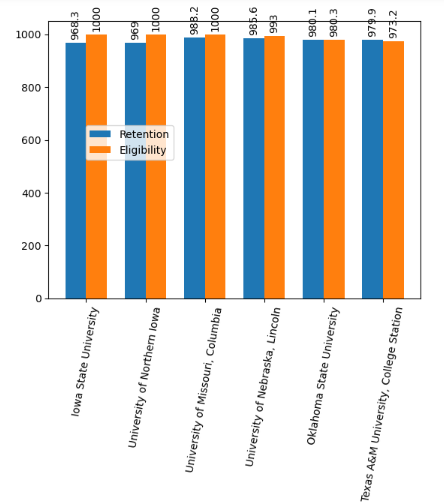 968.3
1000
969
1000
988.2
1000
985.6
993
980.1
980.3
979.9
973.2
1000
800
600
400
200
0
Retention
Eligibility
Iowa State University
University of Northern Iowa
University of Missouri, Columbia
University of Nebraska, Lincoln
Oklahoma State University
Texas A&M University, College Station